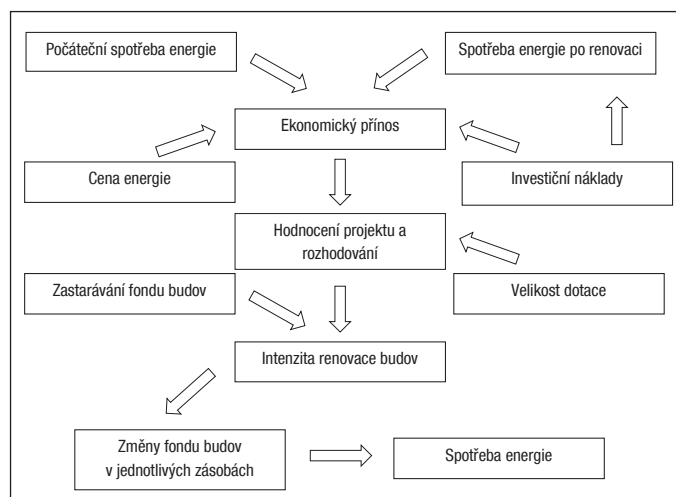 Počáteční spotřeba energie
Spotřeba energie po renovaci
Ekonomický přínos
Cena energie
Investiční náklady
Hodnocení projektu a
rozhodování
Zastarávání fondu budov
Velikost dotace
Intenzita renovace budov
Změny fondu budov
v jednotlivých zásobách
Spotřeba energie